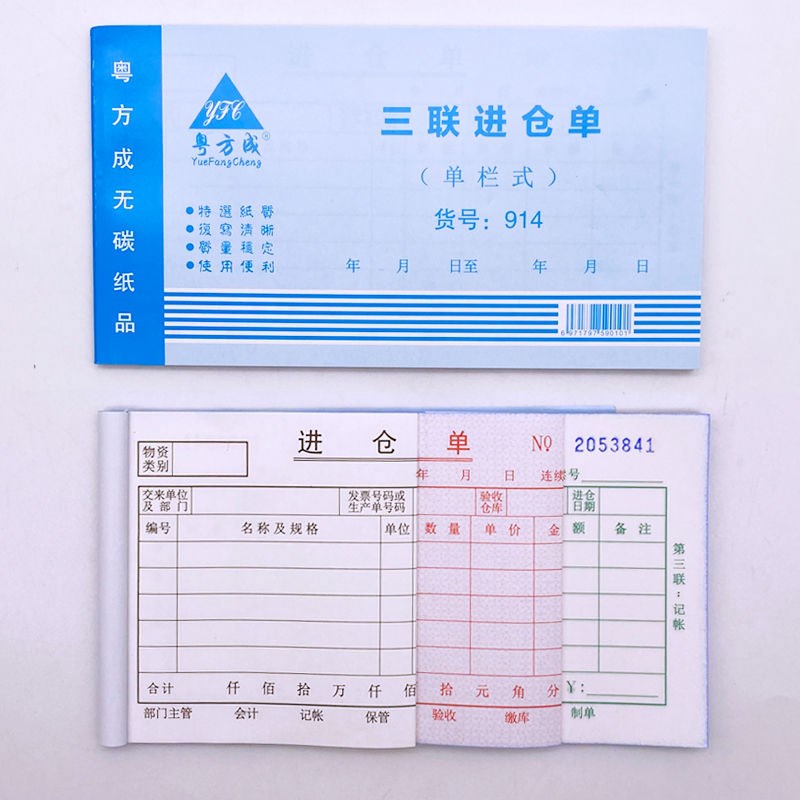 粤方成无碳纸品
YFC
粤方成®
YueFangCheng
三联进仓单
（单栏式）
货号：914
●特選紙質
●復寫清晰
●質量穩定
●使用便利
年 月 日至 年 月 日
6 971797 590101
进 仓 单 № 2053841
物资类别
年 月 日 连续号
交来单位及部门
发票号码或生产单号码
验收仓库
进仓日期
编号 名称及规格 单位 数量 单价 金额 备注
合计 仟 佰 拾 万 仟 佰 拾 元 角 分 ¥：
部门主管 会计 记帐 保管 验收 缴库 制单
第三联：记帐